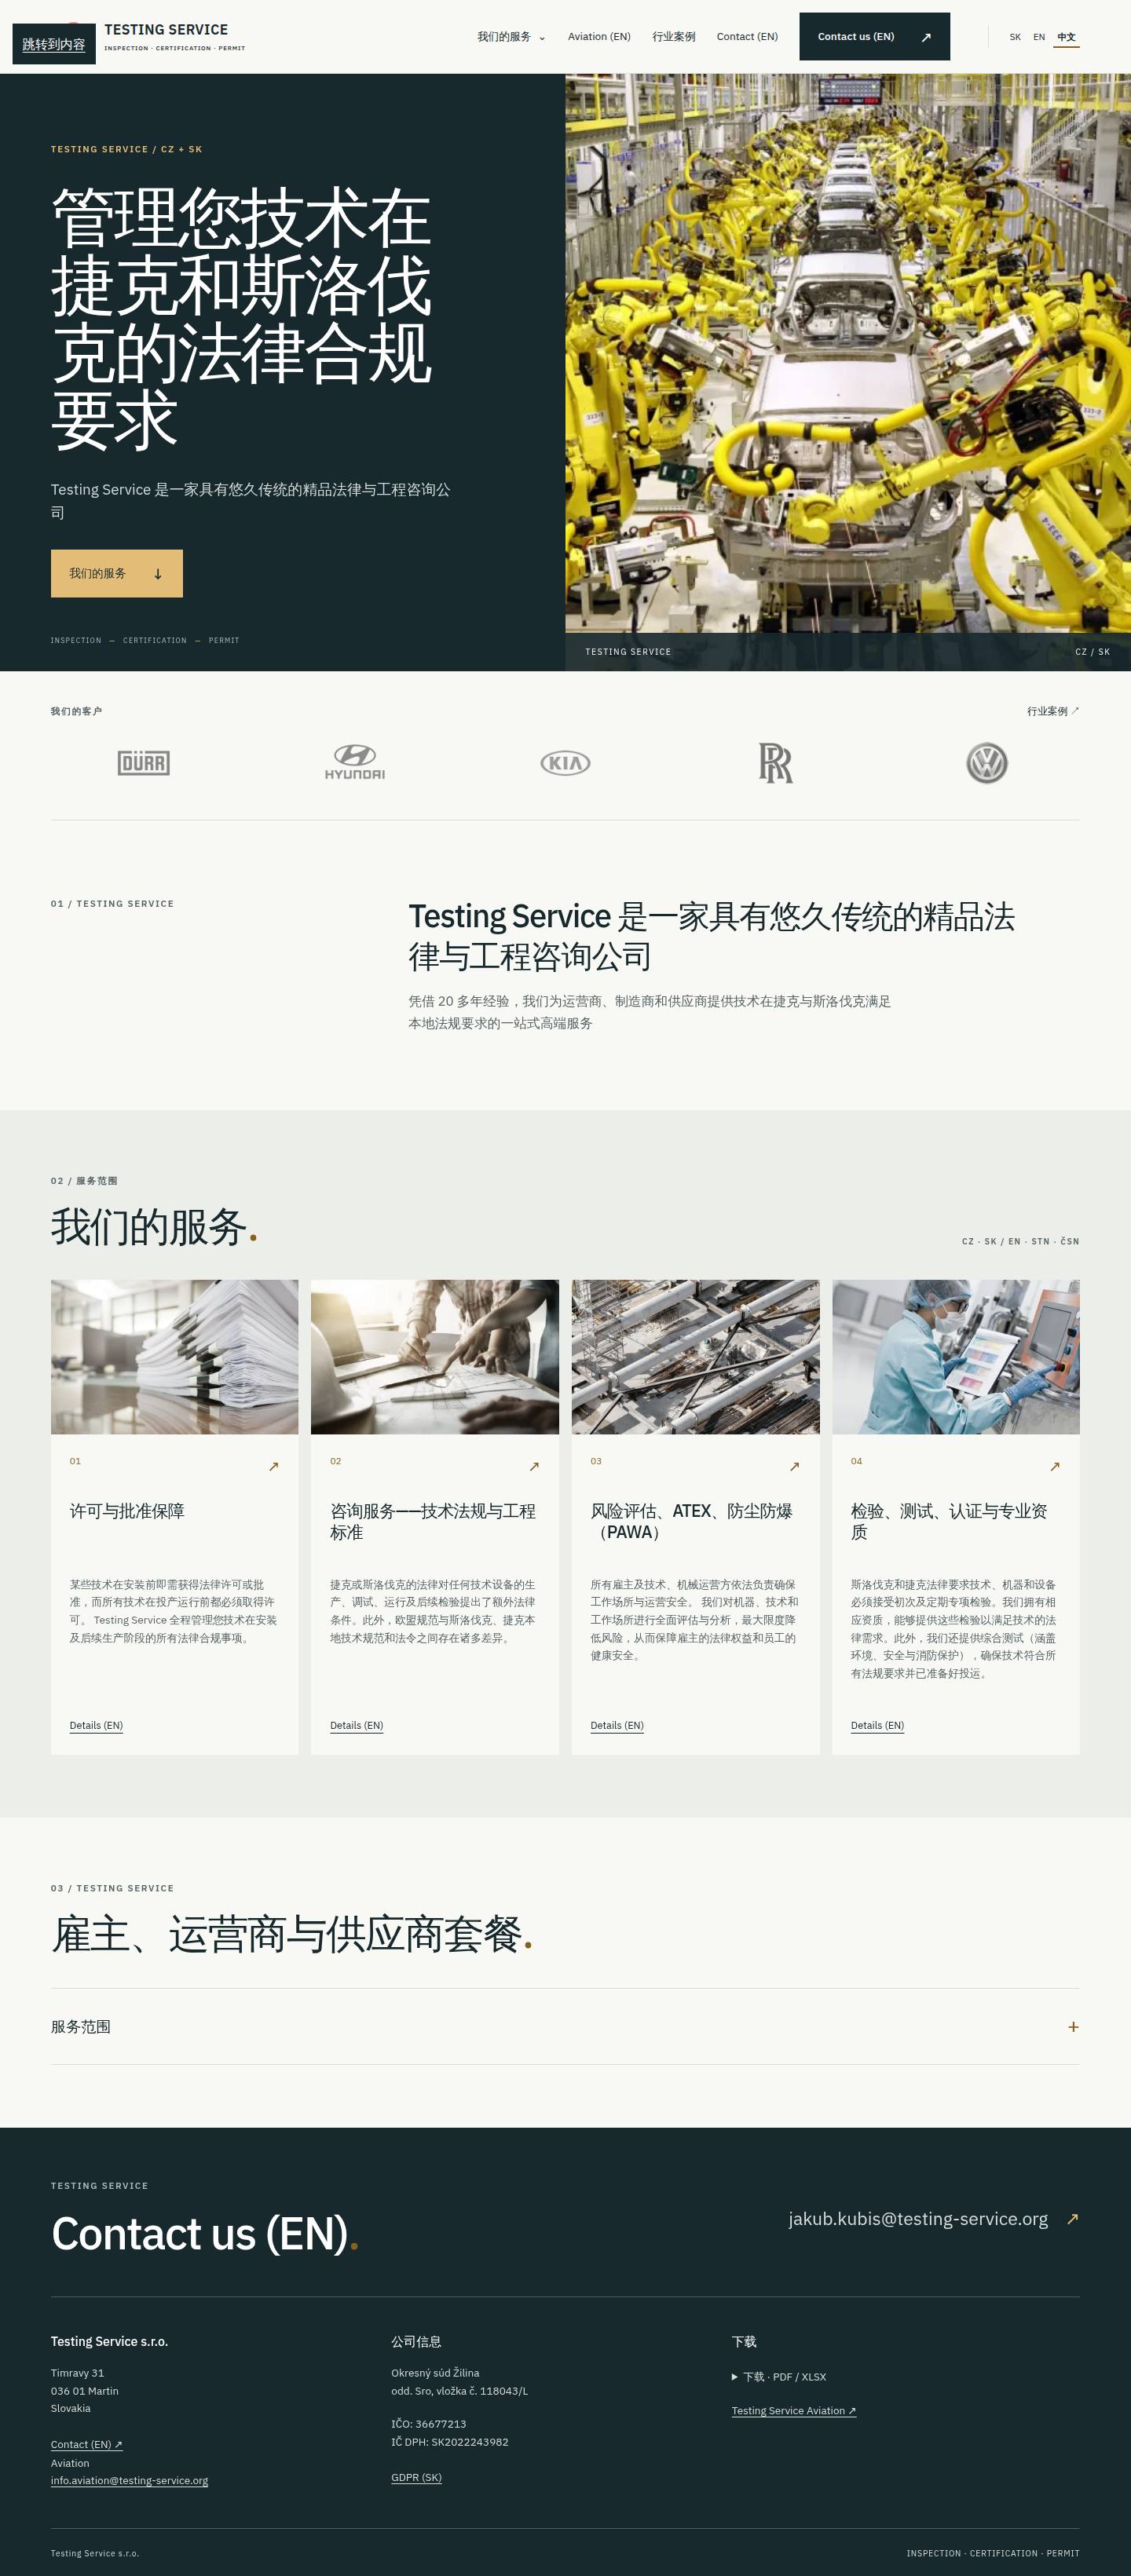 跳转到内容
TESTING SERVICE
INSPECTION · CERTIFICATION · PERMIT
我们的服务
Aviation (EN)
行业案例
Contact (EN)
Contact us (EN) ↗
SK EN 中文
TESTING SERVICE / CZ + SK
管理您技术在
捷克和斯洛伐
克的法律合规
要求
Testing Service 是一家具有悠久传统的精品法律与工程咨询公
司
我们的服务 ↓
INSPECTION — CERTIFICATION — PERMIT
TESTING SERVICE
CZ / SK
我们的客户
行业案例 ↗
DÜRR
HYUNDAI
KIA
RR
VW
01 / TESTING SERVICE
Testing Service 是一家具有悠久传统的精品法
律与工程咨询公司
凭借 20 多年经验，我们为运营商、制造商和供应商提供技术在捷克与斯洛伐克满足
本地法规要求的一站式高端服务
02 / 服务范围
我们的服务.
CZ · SK / EN · STN · ČSN
01 ↗
许可与批准保障
某些技术在安装前即需获得法律许可或批
准，而所有技术在投产运行前都必须取得许
可。 Testing Service 全程管理您技术在安装
及后续生产阶段的所有法律合规事项。
Details (EN)
02 ↗
咨询服务——技术法规与工程
标准
捷克或斯洛伐克的法律对任何技术设备的生
产、调试、运行及后续检验提出了额外法律
条件。此外，欧盟规范与斯洛伐克、捷克本
地技术规范和法令之间存在诸多差异。
Details (EN)
03 ↗
风险评估、ATEX、防尘防爆
（PAWA）
所有雇主及技术、机械运营方依法负责确保
工作场所与运营安全。 我们对机器、技术和
工作场所进行全面评估与分析，最大限度降
低风险，从而保障雇主的法律权益和员工的
健康安全。
Details (EN)
04 ↗
检验、测试、认证与专业资
质
斯洛伐克和捷克法律要求技术、机器和设备
必须接受初次及定期专项检验。我们拥有相
应资质，能够提供这些检验以满足技术的法
律需求。此外，我们还提供综合测试（涵盖
环境、安全与消防保护），确保技术符合所
有法规要求并已准备好投运。
Details (EN)
03 / TESTING SERVICE
雇主、运营商与供应商套餐.
服务范围 +
TESTING SERVICE
Contact us (EN).
jakub.kubis@testing-service.org ↗
Testing Service s.r.o.
Timravy 31
036 01 Martin
Slovakia
Contact (EN) ↗
Aviation
info.aviation@testing-service.org
公司信息
Okresný súd Žilina
odd. Sro, vložka č. 118043/L
IČO: 36677213
IČ DPH: SK2022243982
GDPR (SK)
下载
▶ 下载 · PDF / XLSX
Testing Service Aviation ↗
Testing Service s.r.o.
INSPECTION · CERTIFICATION · PERMIT